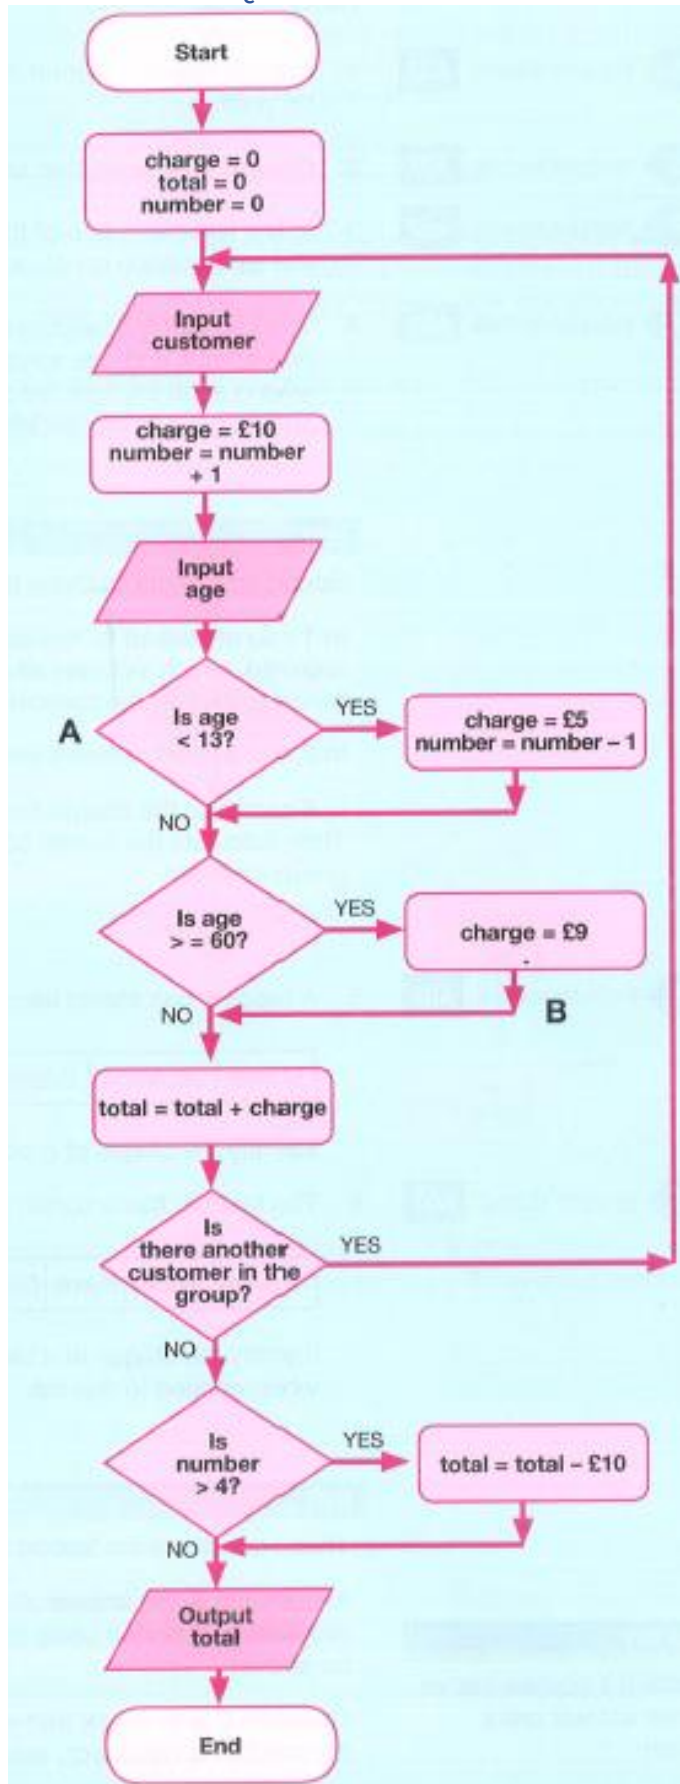 Start
charge = 0
total = 0
number = 0
Input
customer
charge = £10
number = number
+ 1
Input
age
A
Is age
< 13?
YES
charge = £5
number = number – 1
NO
Is age
> = 60?
YES
charge = £9
B
NO
total = total + charge
Is
there another
customer in the
group?
YES
NO
Is
number
> 4?
YES
total = total – £10
NO
Output
total
End